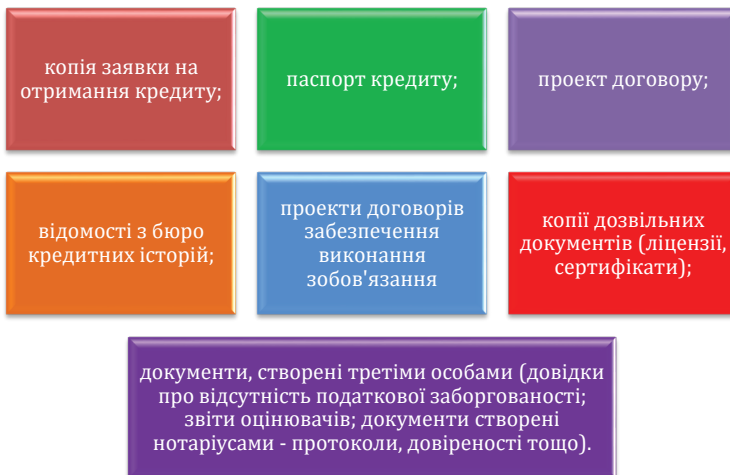 копія заявки на
отримання кредиту;
паспорт кредиту;
проект договору;
відомості з бюро
кредитних історій;
проекти договорів
забезпечення
виконання
зобов'язання
копії дозвільних
документів (ліцензії,
сертифікати);
документи, створені третіми особами (довідки
про відсутність податкової заборгованості;
звіти оцінювачів; документи створені
нотаріусами - протоколи, довіреності тощо).